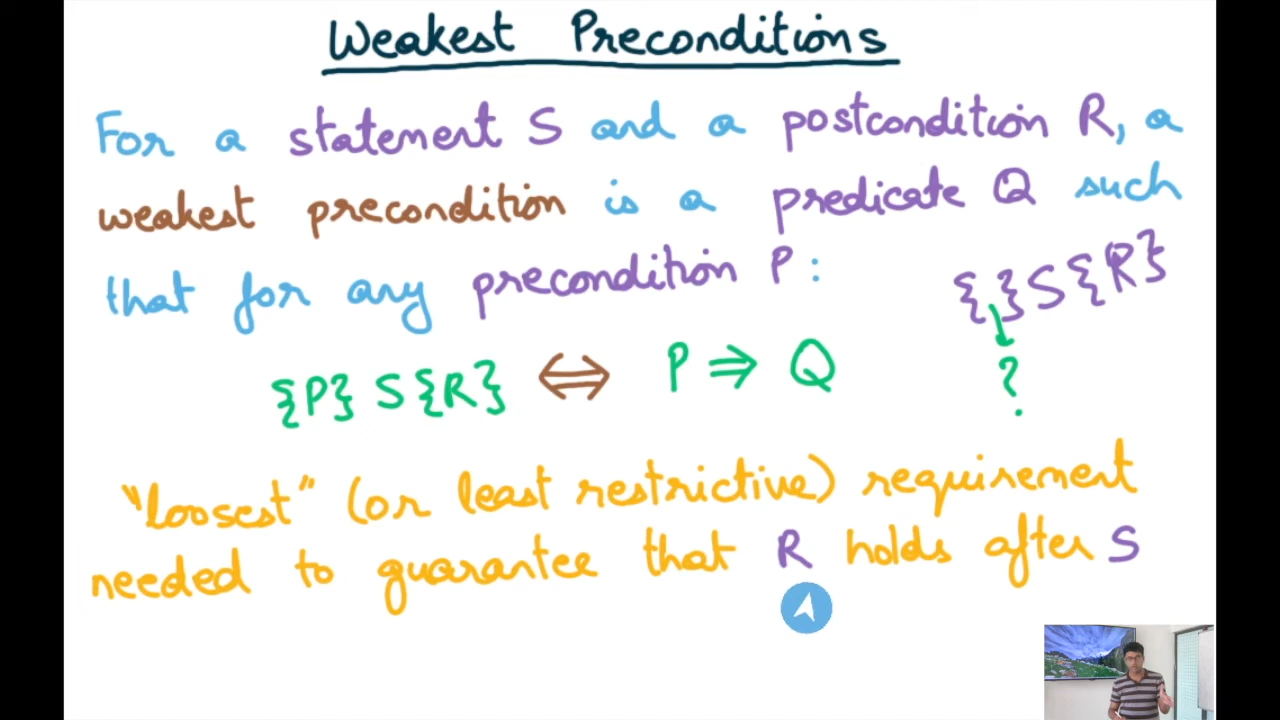 Weakest Preconditions
For a statement S and a postcondition R, a
weakest precondition is a predicate Q such
that for any precondition P:
{ } S {R}
?
{P} S {R} ⇔ P ⇒ Q
"loosest" (or least restrictive) requirement
needed to guarantee that R holds after S